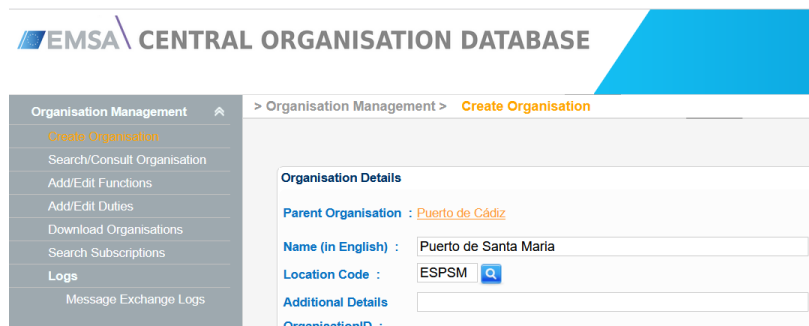 EMSA CENTRAL ORGANISATION DATABASE
Organisation Management
> Organisation Management > Create Organisation
Create Organisation
Search/Consult Organisation
Add/Edit Functions
Add/Edit Duties
Download Organisations
Search Subscriptions
Logs
Message Exchange Logs
Organisation Details
Parent Organisation : Puerto de Cádiz
Name (in English) : Puerto de Santa Maria
Location Code : ESPSM
Additional Details
OrganisationID :